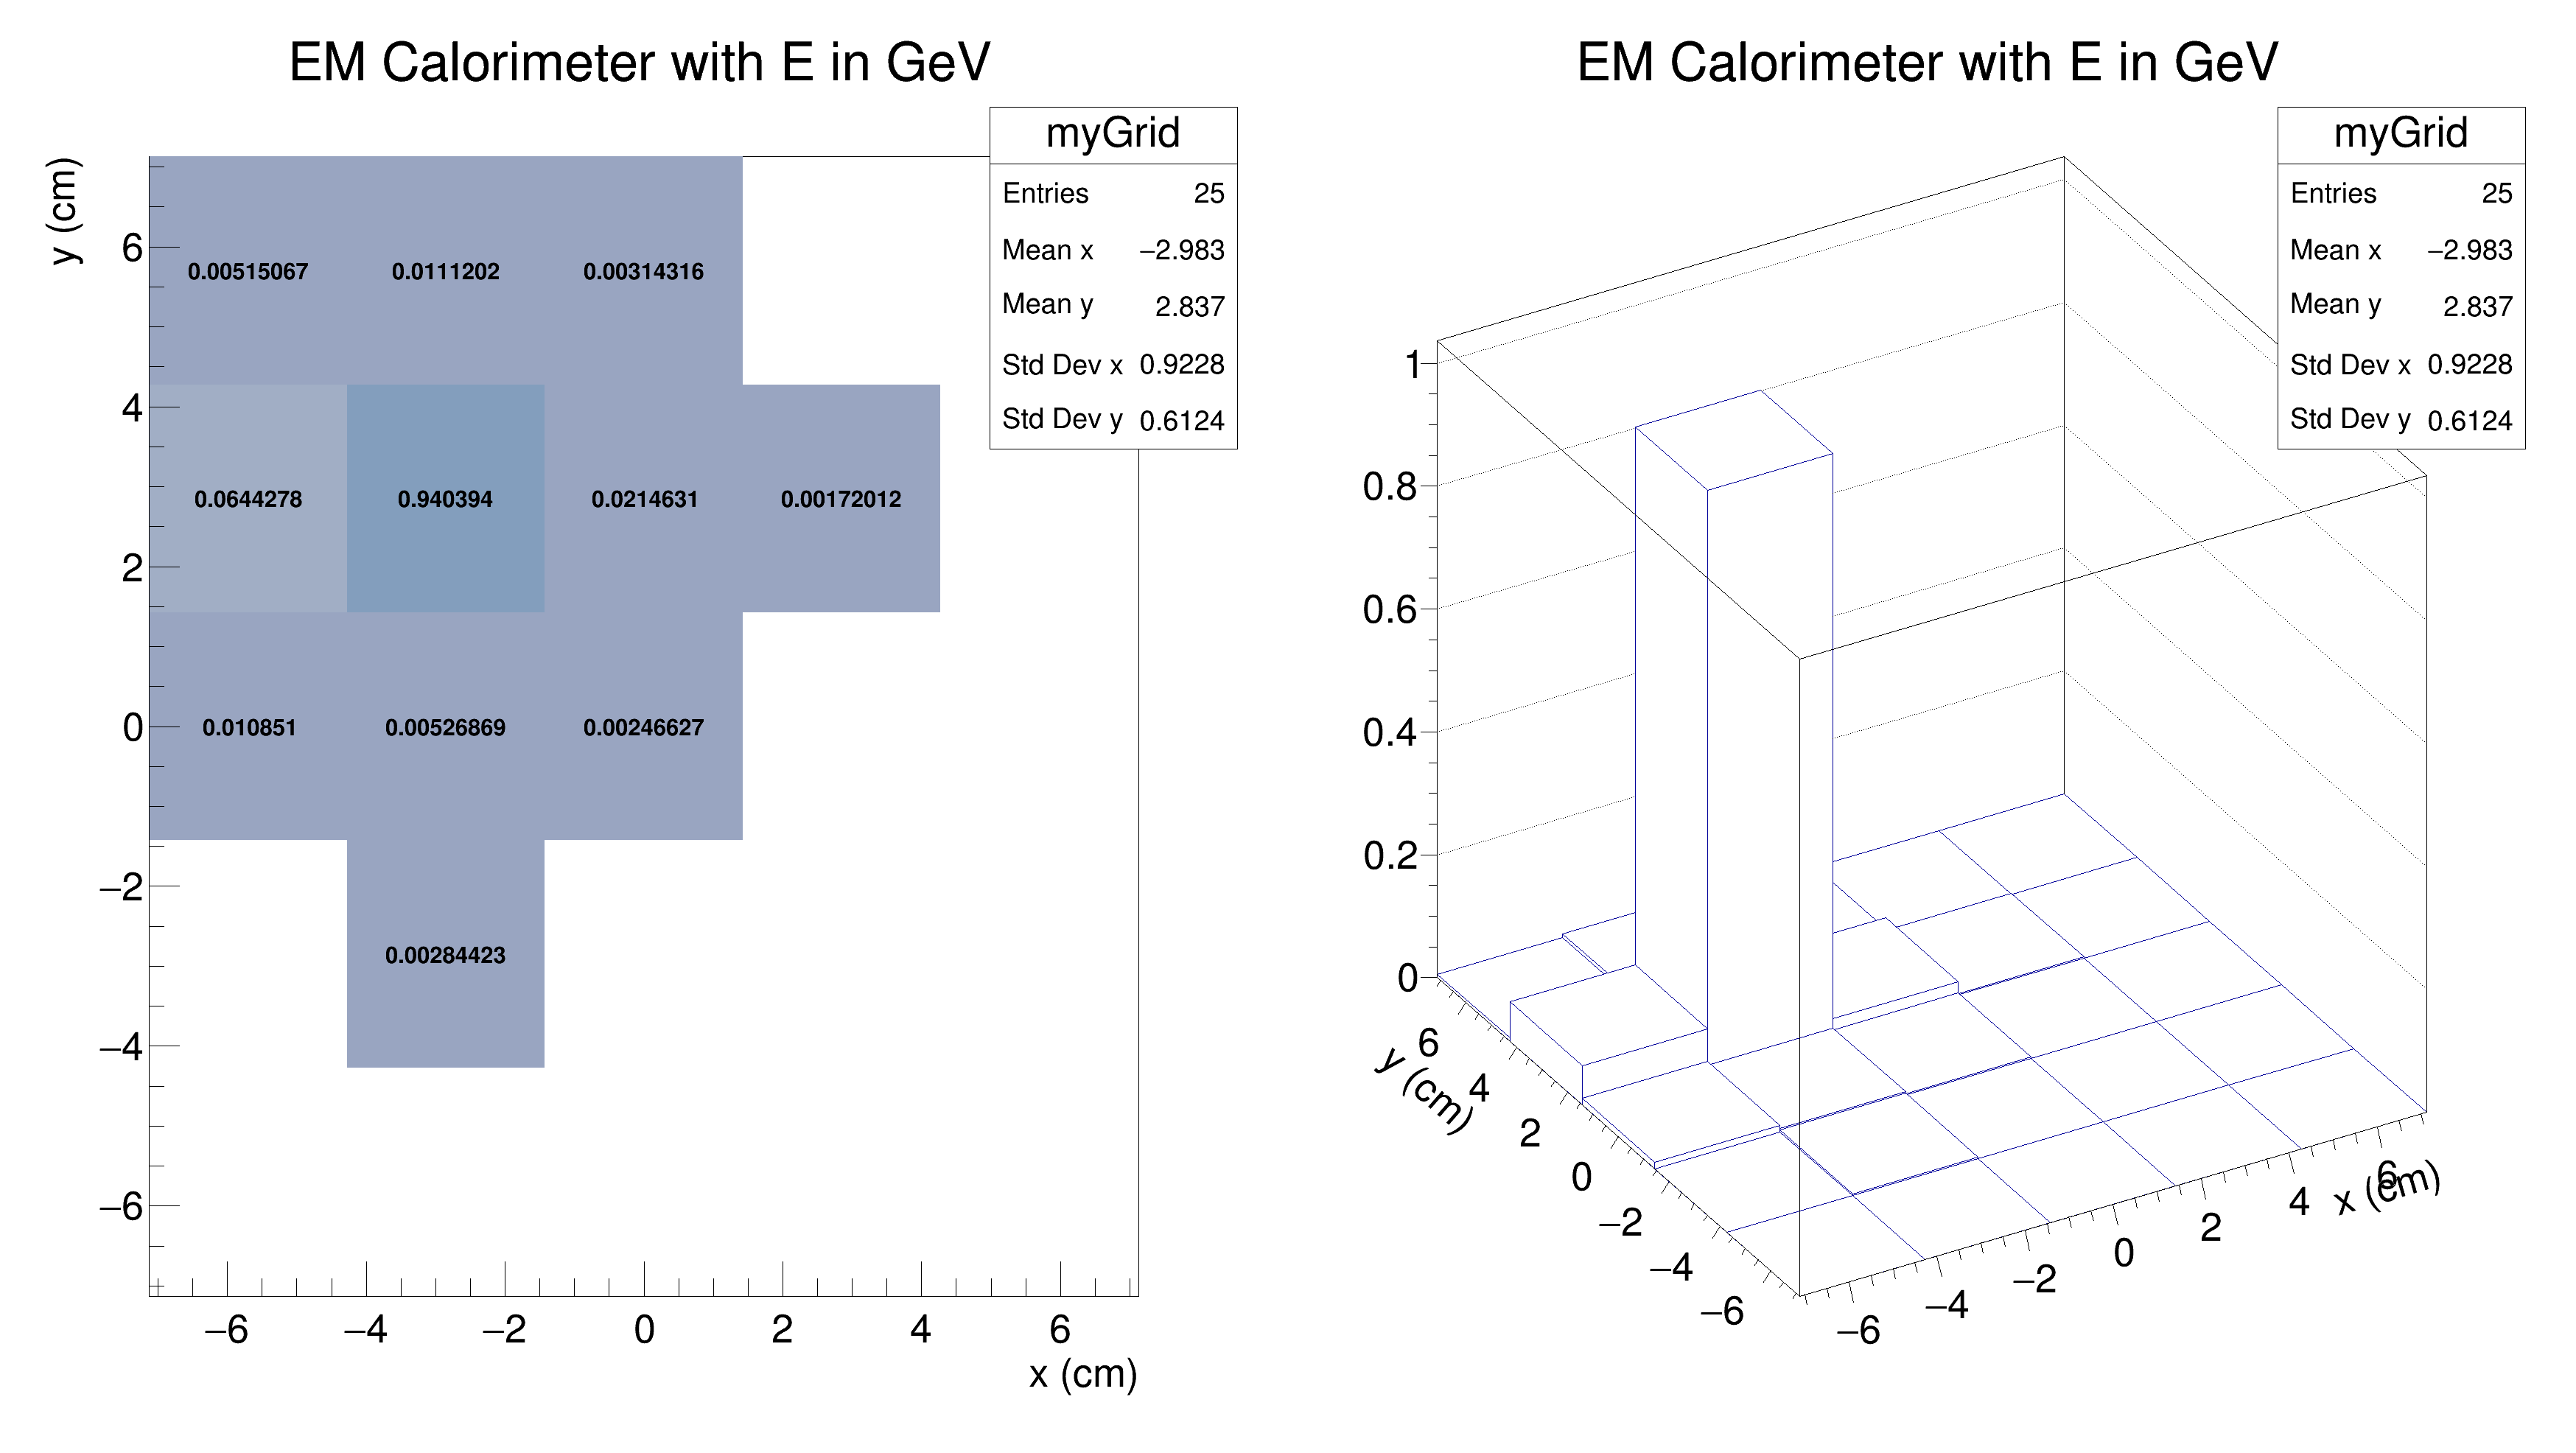 EM Calorimeter with E in GeV
myGrid
Entries 25
Mean x −2.983
Mean y 2.837
Std Dev x 0.9228
Std Dev y 0.6124
y (cm)
6
4
2
0
−2
−4
−6
0.00515067 0.0111202 0.00314316
0.0644278 0.940394 0.0214631 0.00172012
0.010851 0.00526869 0.00246627
0.00284423
−6 −4 −2 0 2 4 6
x (cm)
EM Calorimeter with E in GeV
myGrid
Entries 25
Mean x −2.983
Mean y 2.837
Std Dev x 0.9228
Std Dev y 0.6124
1
0.8
0.6
0.4
0.2
0
6
4
2
0
−2
−4
−6
y (cm)
−6 −4 −2 0 2 4 6
x (cm)